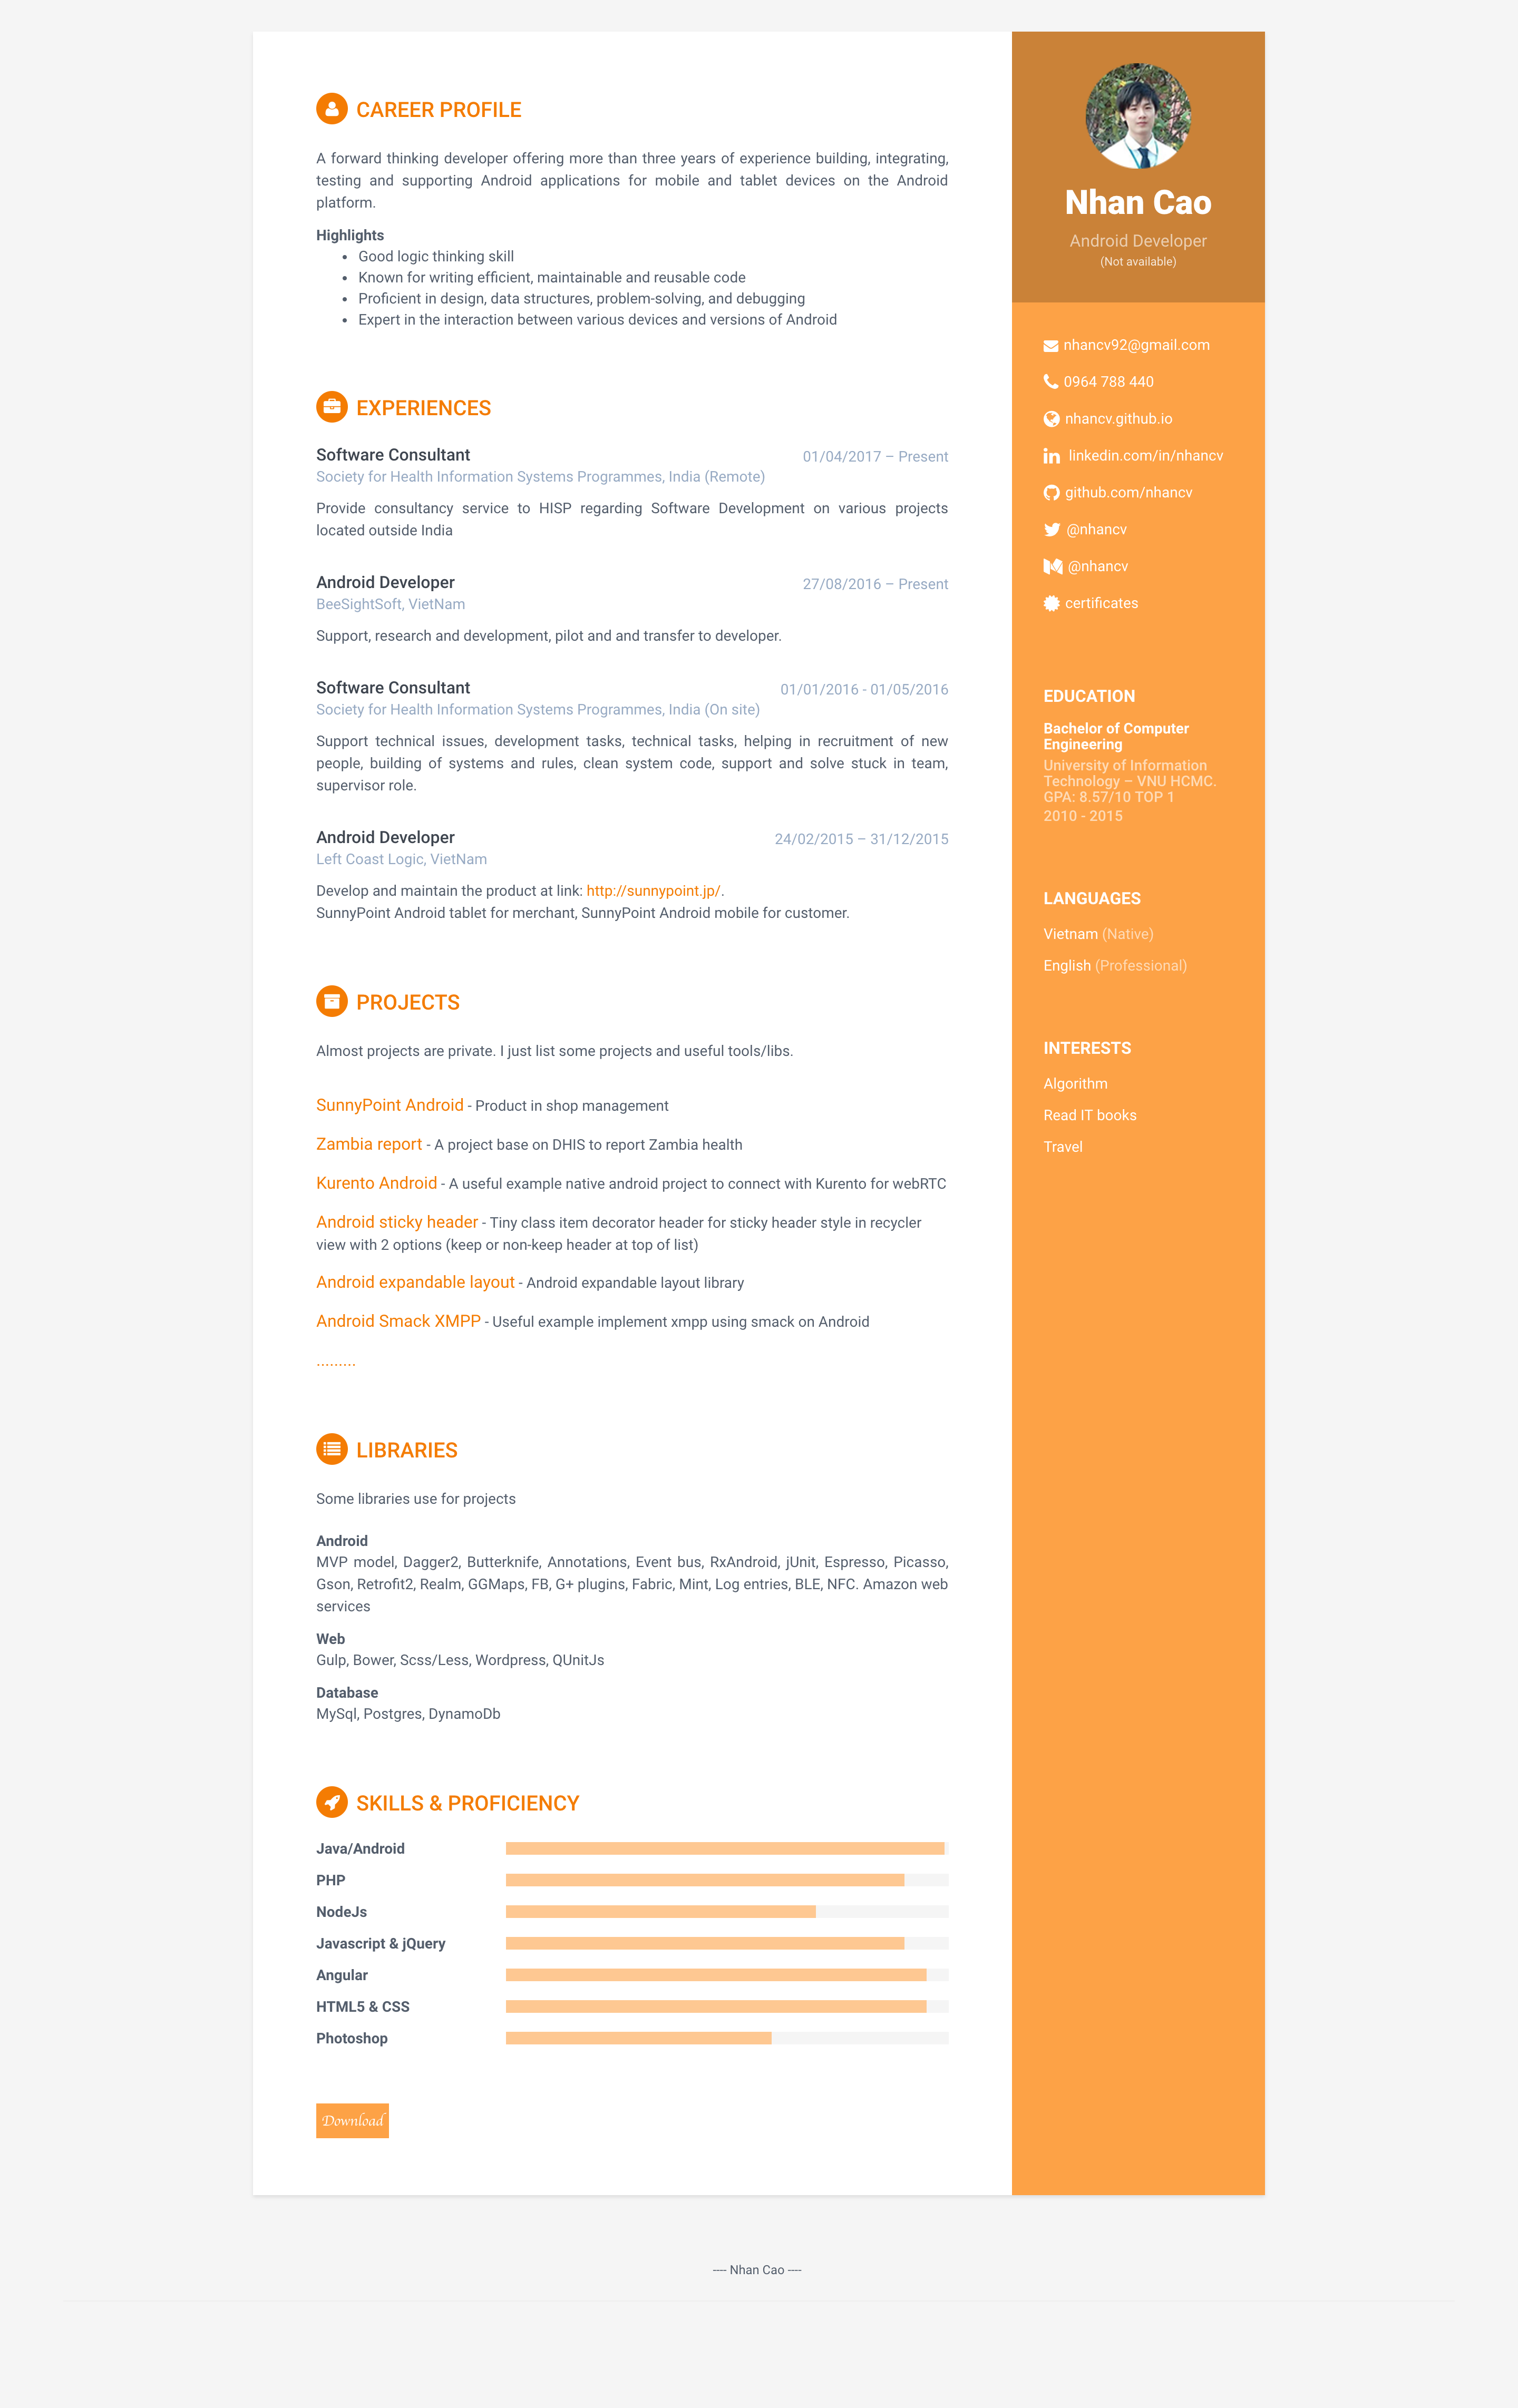 CAREER PROFILE
A forward thinking developer offering more than three years of experience building, integrating,
testing and supporting Android applications for mobile and tablet devices on the Android
platform.
Highlights
• Good logic thinking skill
• Known for writing efficient, maintainable and reusable code
• Proficient in design, data structures, problem-solving, and debugging
• Expert in the interaction between various devices and versions of Android
EXPERIENCES
Software Consultant 01/04/2017 – Present
Society for Health Information Systems Programmes, India (Remote)
Provide consultancy service to HISP regarding Software Development on various projects
located outside India
Android Developer 27/08/2016 – Present
BeeSightSoft, VietNam
Support, research and development, pilot and and transfer to developer.
Software Consultant 01/01/2016 - 01/05/2016
Society for Health Information Systems Programmes, India (On site)
Support technical issues, development tasks, technical tasks, helping in recruitment of new
people, building of systems and rules, clean system code, support and solve stuck in team,
supervisor role.
Android Developer 24/02/2015 – 31/12/2015
Left Coast Logic, VietNam
Develop and maintain the product at link: http://sunnypoint.jp/.
SunnyPoint Android tablet for merchant, SunnyPoint Android mobile for customer.
PROJECTS
Almost projects are private. I just list some projects and useful tools/libs.
SunnyPoint Android - Product in shop management
Zambia report - A project base on DHIS to report Zambia health
Kurento Android - A useful example native android project to connect with Kurento for webRTC
Android sticky header - Tiny class item decorator header for sticky header style in recycler
view with 2 options (keep or non-keep header at top of list)
Android expandable layout - Android expandable layout library
Android Smack XMPP - Useful example implement xmpp using smack on Android
.........
LIBRARIES
Some libraries use for projects
Android
MVP model, Dagger2, Butterknife, Annotations, Event bus, RxAndroid, jUnit, Espresso, Picasso,
Gson, Retrofit2, Realm, GGMaps, FB, G+ plugins, Fabric, Mint, Log entries, BLE, NFC. Amazon web
services
Web
Gulp, Bower, Scss/Less, Wordpress, QUnitJs
Database
MySql, Postgres, DynamoDb
SKILLS & PROFICIENCY
Java/Android
PHP
NodeJs
Javascript & jQuery
Angular
HTML5 & CSS
Photoshop
Download
Nhan Cao
Android Developer
(Not available)
nhancv92@gmail.com
0964 788 440
nhancv.github.io
linkedin.com/in/nhancv
github.com/nhancv
@nhancv
@nhancv
certificates
EDUCATION
Bachelor of Computer
Engineering
University of Information
Technology – VNU HCMC.
GPA: 8.57/10 TOP 1
2010 - 2015
LANGUAGES
Vietnam (Native)
English (Professional)
INTERESTS
Algorithm
Read IT books
Travel
---- Nhan Cao ----